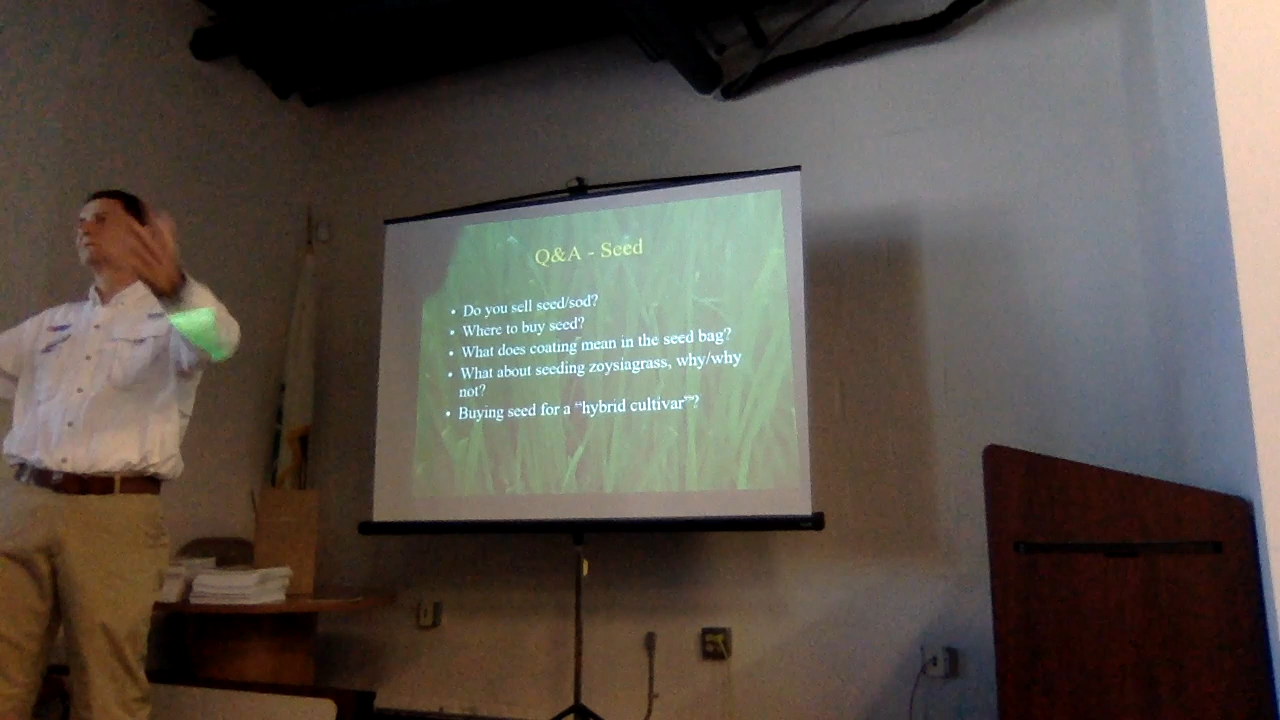 Q&A - Seed
• Do you sell seed/sod?
• Where to buy seed?
• What does coating mean in the seed bag?
• What about seeding zoysiagrass, why/why
not?
• Buying seed for a “hybrid cultivar”?